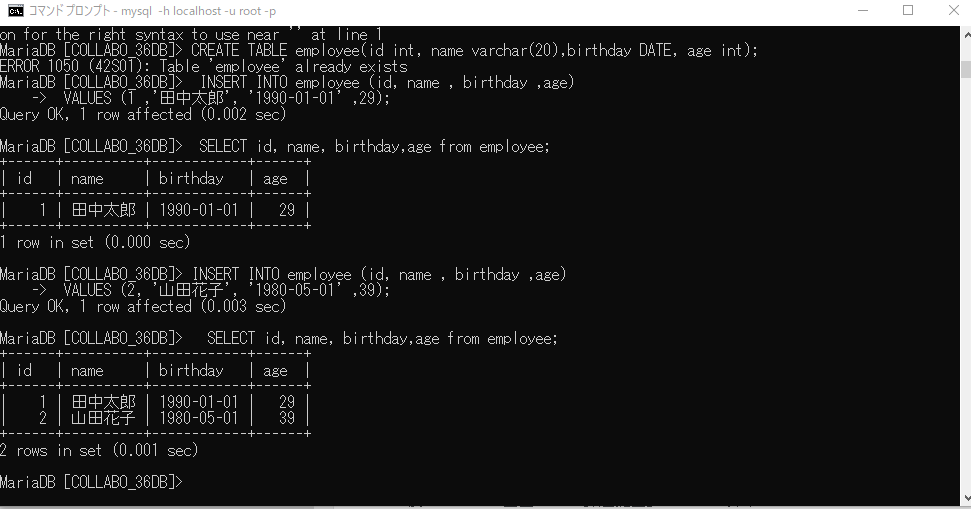 コマンド プロンプト - mysql -h localhost -u root -p
on for the right syntax to use near '' at line 1
MariaDB [COLLABO_36DB]> CREATE TABLE employee(id int, name varchar(20),birthday DATE, age int);
ERROR 1050 (42S01): Table 'employee' already exists
MariaDB [COLLABO_36DB]>  INSERT INTO employee (id, name , birthday ,age)
    ->  VALUES (1 ,'田中太郎', '1990-01-01' ,29);
Query OK, 1 row affected (0.002 sec)
MariaDB [COLLABO_36DB]>  SELECT id, name, birthday,age from employee;
+------+----------+------------+------+
| id   | name     | birthday   | age  |
+------+----------+------------+------+
|    1 | 田中太郎 | 1990-01-01 |   29 |
+------+----------+------------+------+
1 row in set (0.000 sec)
MariaDB [COLLABO_36DB]> INSERT INTO employee (id, name , birthday ,age)
    ->  VALUES (2, '山田花子', '1980-05-01' ,39);
Query OK, 1 row affected (0.003 sec)
MariaDB [COLLABO_36DB]>   SELECT id, name, birthday,age from employee;
+------+----------+------------+------+
| id   | name     | birthday   | age  |
+------+----------+------------+------+
|    1 | 田中太郎 | 1990-01-01 |   29 |
|    2 | 山田花子 | 1980-05-01 |   39 |
+------+----------+------------+------+
2 rows in set (0.001 sec)
MariaDB [COLLABO_36DB]>